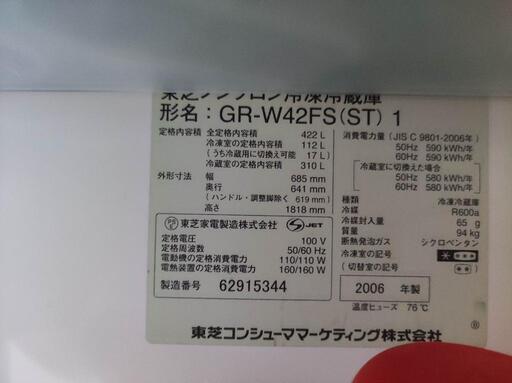 東芝ノンフロン冷凍冷蔵庫
形名：GR-W42FS(ST) 1
定格内容積 全定格内容積 422 L
冷凍室の定格内容積 112 L
（うち冷蔵用に切換え可能 17 L）
冷蔵室の定格内容積 310 L
外形寸法 幅 685 mm
奥行 641 mm
（ハンドル・調整脚除く 619 mm）
高さ 1818 mm
東芝家電製造株式会社 JET
定格電圧 100 V
定格周波数 50/60 Hz
電動機の定格消費電力 110/110 W
電熱装置の定格消費電力 160/160 W
製造番号 62915344
消費電力量（JIS C 9801-2006年）
50Hz 590 kWh/年
60Hz 590 kWh/年
冷蔵室に切換えた場合
50Hz 580 kWh/年
60Hz 580 kWh/年
種類 冷凍冷蔵庫
冷媒 R600a
冷媒封入量 65 g
質量 94 kg
断熱発泡ガス シクロペンタン
冷凍室の記号
（切替室の記号）
2006 年製
温度ヒューズ 76℃
東芝コンシューママーケティング株式会社
Ⓑ